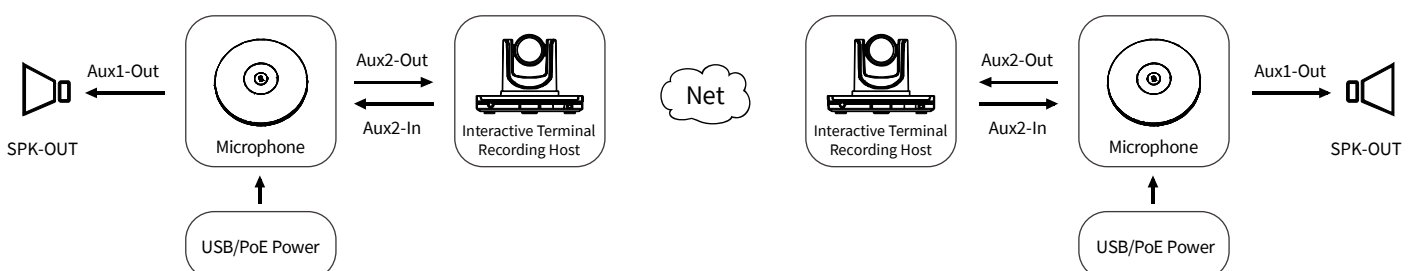 Aux1-Out
SPK-OUT
Microphone
Aux2-Out
Aux2-In
Interactive Terminal
Recording Host
USB/PoE Power
Net
Interactive Terminal
Recording Host
Aux2-Out
Aux2-In
Microphone
Aux1-Out
SPK-OUT
USB/PoE Power